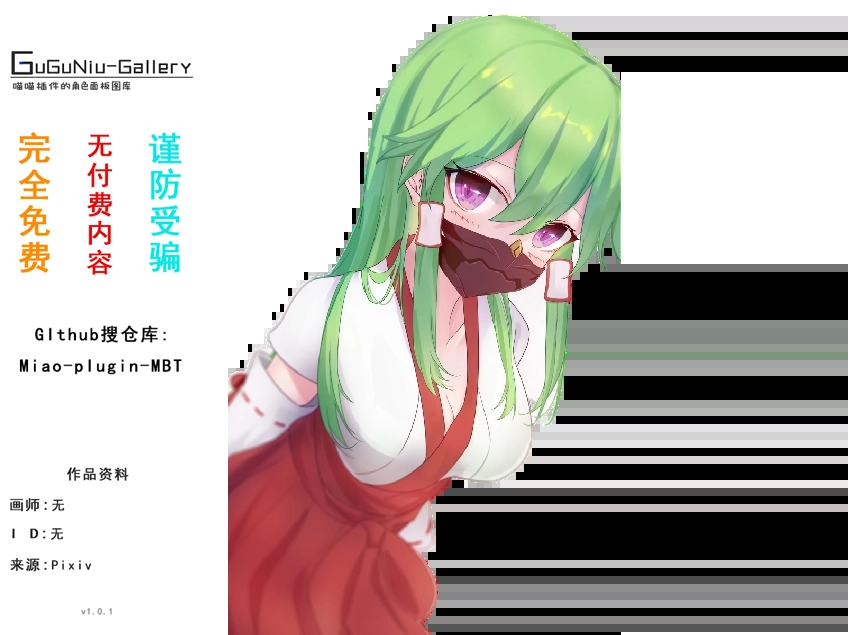 GuGuNiu-Gallery
喵喵插件的角色面板图库
完全免费
无付费内容
谨防受骗
GIthub搜仓库:
Miao-plugin-MBT
作品资料
画师:无
I D:无
来源:Pixiv
v1.0.1